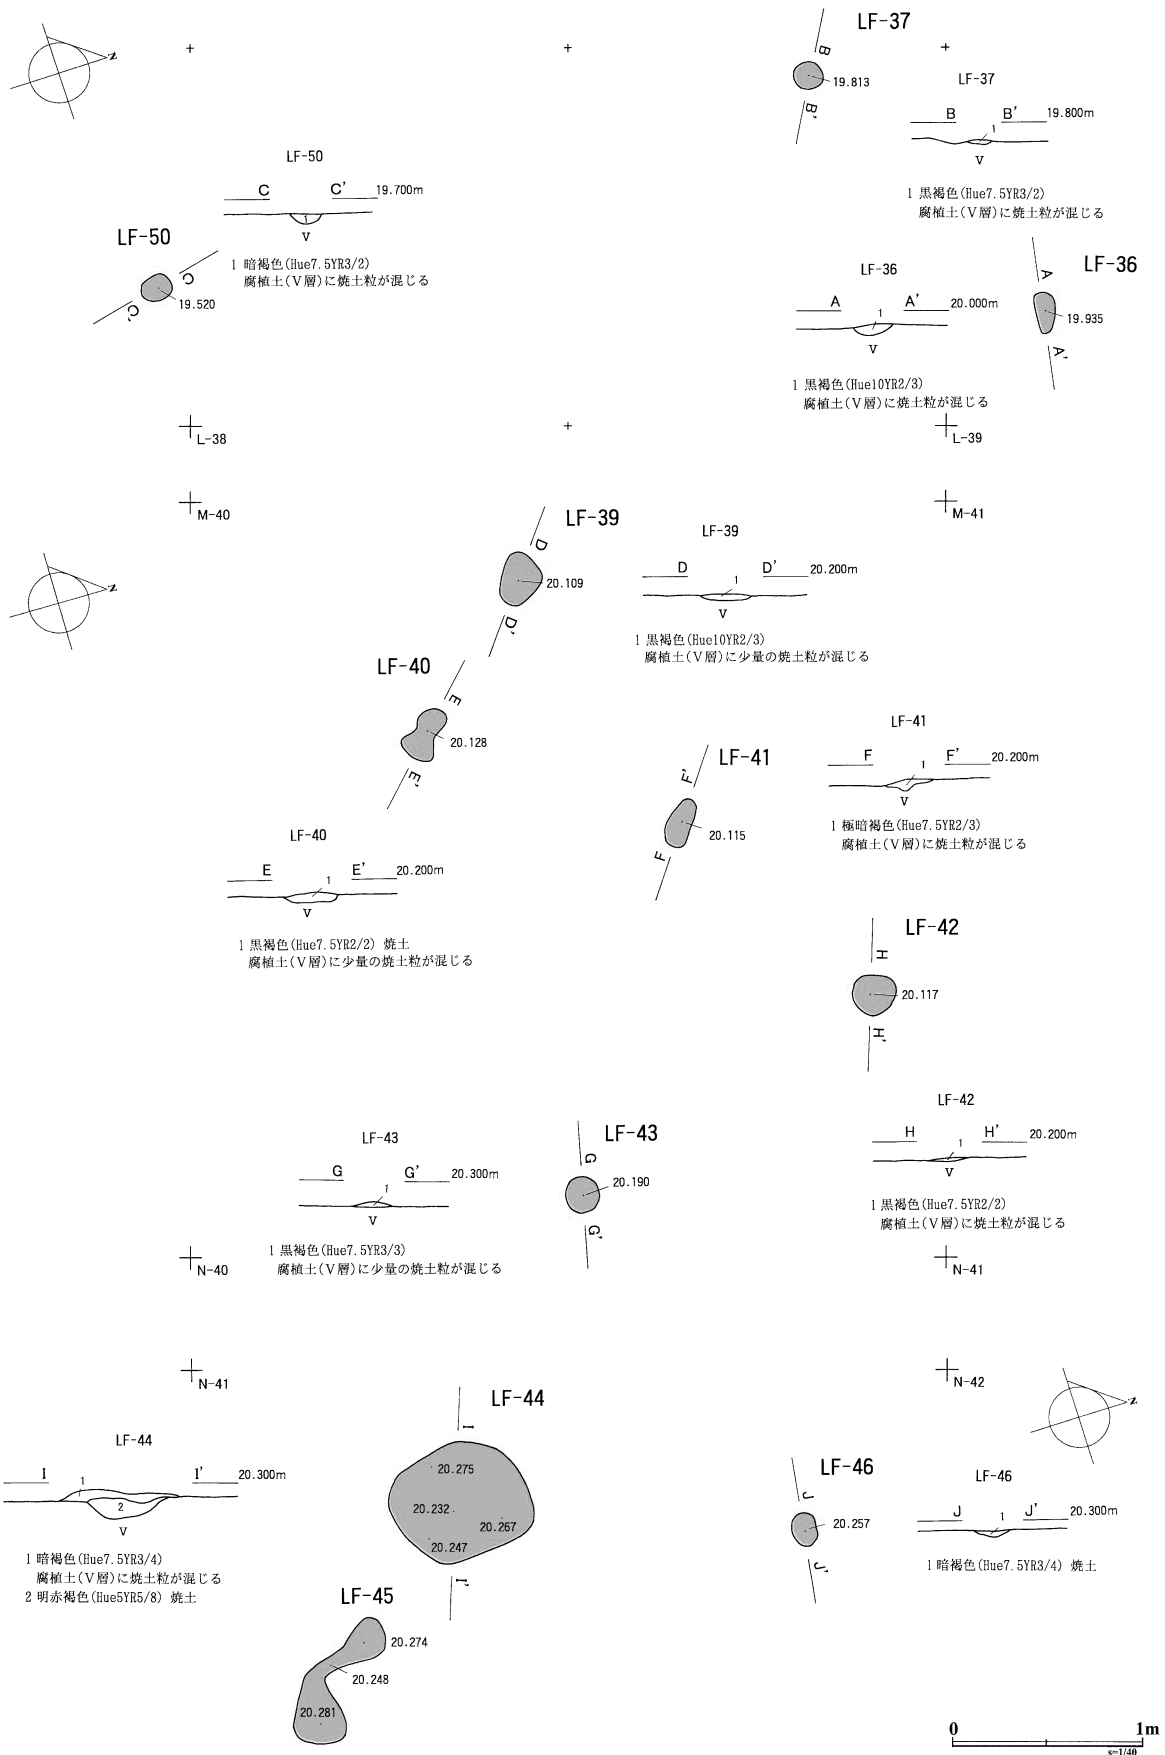 LF-37
N
B
19.813
B'
LF-37
B B' 19.800m
1
V
1 黒褐色(Hue7.5YR3/2)
腐植土(V層)に焼土粒が混じる
LF-50
C C' 19.700m
1
V
1 暗褐色(Hue7.5YR3/2)
腐植土(V層)に焼土粒が混じる
LF-50
C
19.520
C'
LF-36
A A' 20.000m
1
V
1 黒褐色(Hue10YR2/3)
腐植土(V層)に焼土粒が混じる
LF-36
A
19.935
A'
L-38
L-39
M-40
M-41
N
LF-39
D
20.109
D'
LF-39
D D' 20.200m
1
V
1 黒褐色(Hue10YR2/3)
腐植土(V層)に少量の焼土粒が混じる
LF-40
E
20.128
E'
LF-40
E E' 20.200m
1
V
1 黒褐色(Hue7.5YR2/2) 焼土
腐植土(V層)に少量の焼土粒が混じる
LF-41
F'
20.115
F
LF-41
F F' 20.200m
1
V
1 極暗褐色(Hue7.5YR2/3)
腐植土(V層)に焼土粒が混じる
LF-42
H
20.117
H'
LF-42
H H' 20.200m
1
V
1 黒褐色(Hue7.5YR2/2)
腐植土(V層)に焼土粒が混じる
LF-43
G G' 20.300m
1
V
1 黒褐色(Hue7.5YR3/3)
腐植土(V層)に少量の焼土粒が混じる
LF-43
G
20.190
G'
N-40
N-41
N-41
N-42
N
LF-44
I I' 20.300m
1
2
V
1 暗褐色(Hue7.5YR3/4)
腐植土(V層)に焼土粒が混じる
2 明赤褐色(Hue5YR5/8) 焼土
LF-44
I
20.275
20.232
20.267
20.247
I'
LF-45
20.274
20.248
20.281
LF-46
J
20.257
J'
LF-46
J J' 20.300m
1
1 暗褐色(Hue7.5YR3/4) 焼土
0 1m
s=1/40